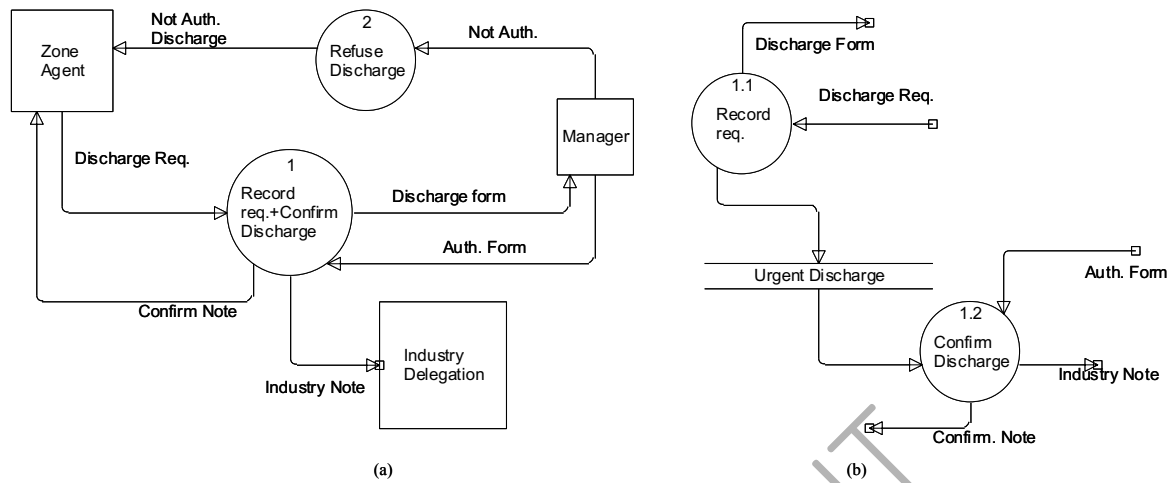 Not Auth.
Discharge
2
Refuse
Discharge
Not Auth.
Zone
Agent
Manager
Discharge Req.
1
Record
req.+Confirm
Discharge
Discharge form
Auth. Form
Confirm Note
Industry
Delegation
Industry Note
(a)
Discharge Form
1.1
Record
req.
Discharge Req.
Urgent Discharge
Auth. Form
1.2
Confirm
Discharge
Industry Note
Confirm. Note
(b)